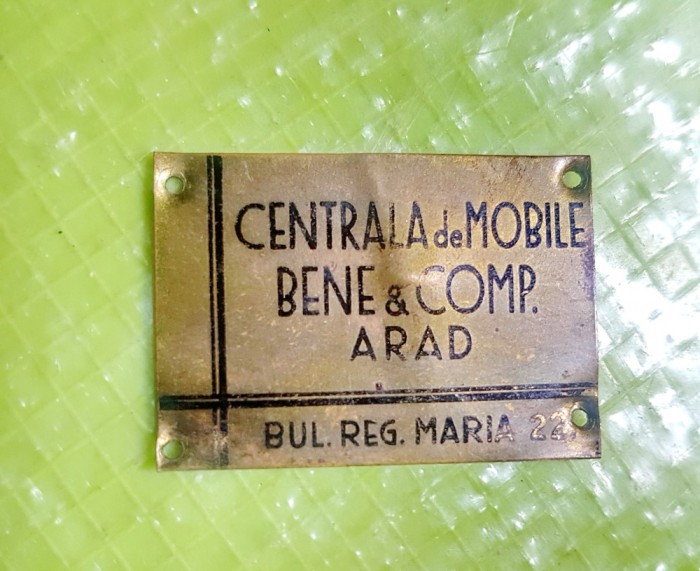 CENTRALA de MOBILE
BENE & COMP.
ARAD
BUL. REG. MARIA 22